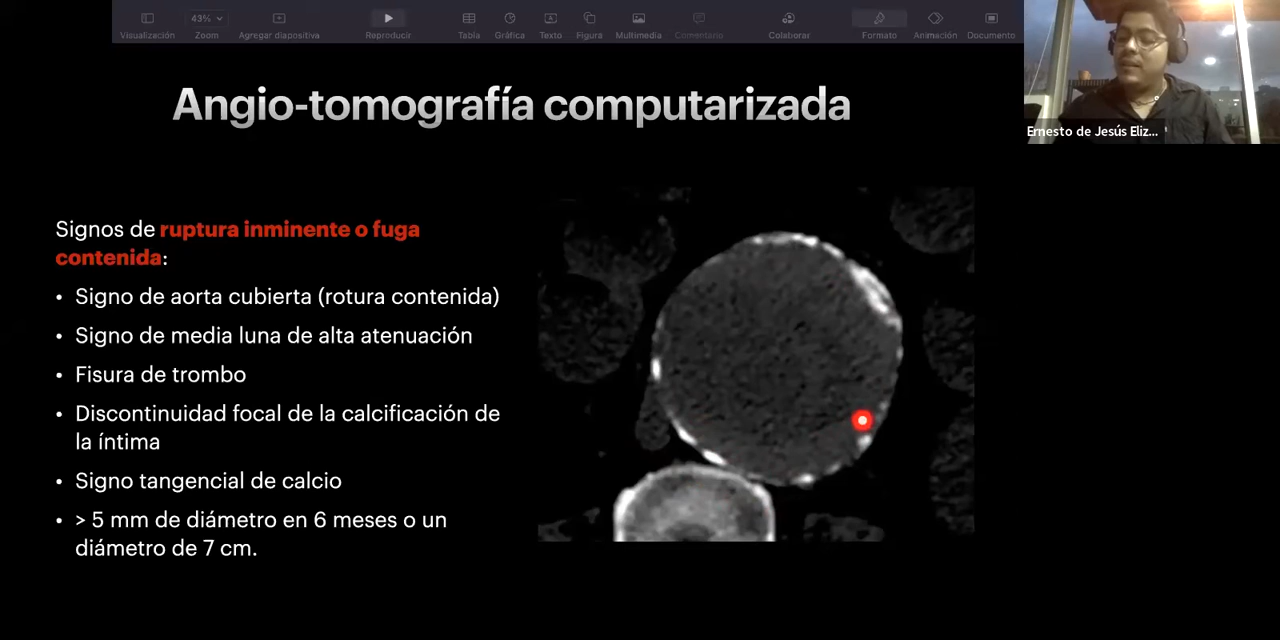 43%
Visualización Zoom Agregar diapositiva Reproducir Tabla Gráfica Texto Figura Multimedia Comentario Colaborar Formato Animación Documento
Angio-tomografía computarizada
Ernesto de Jesús Eliz...
Signos de ruptura inminente o fuga
contenida:
• Signo de aorta cubierta (rotura contenida)
• Signo de media luna de alta atenuación
• Fisura de trombo
• Discontinuidad focal de la calcificación de
la íntima
• Signo tangencial de calcio
• > 5 mm de diámetro en 6 meses o un
diámetro de 7 cm.